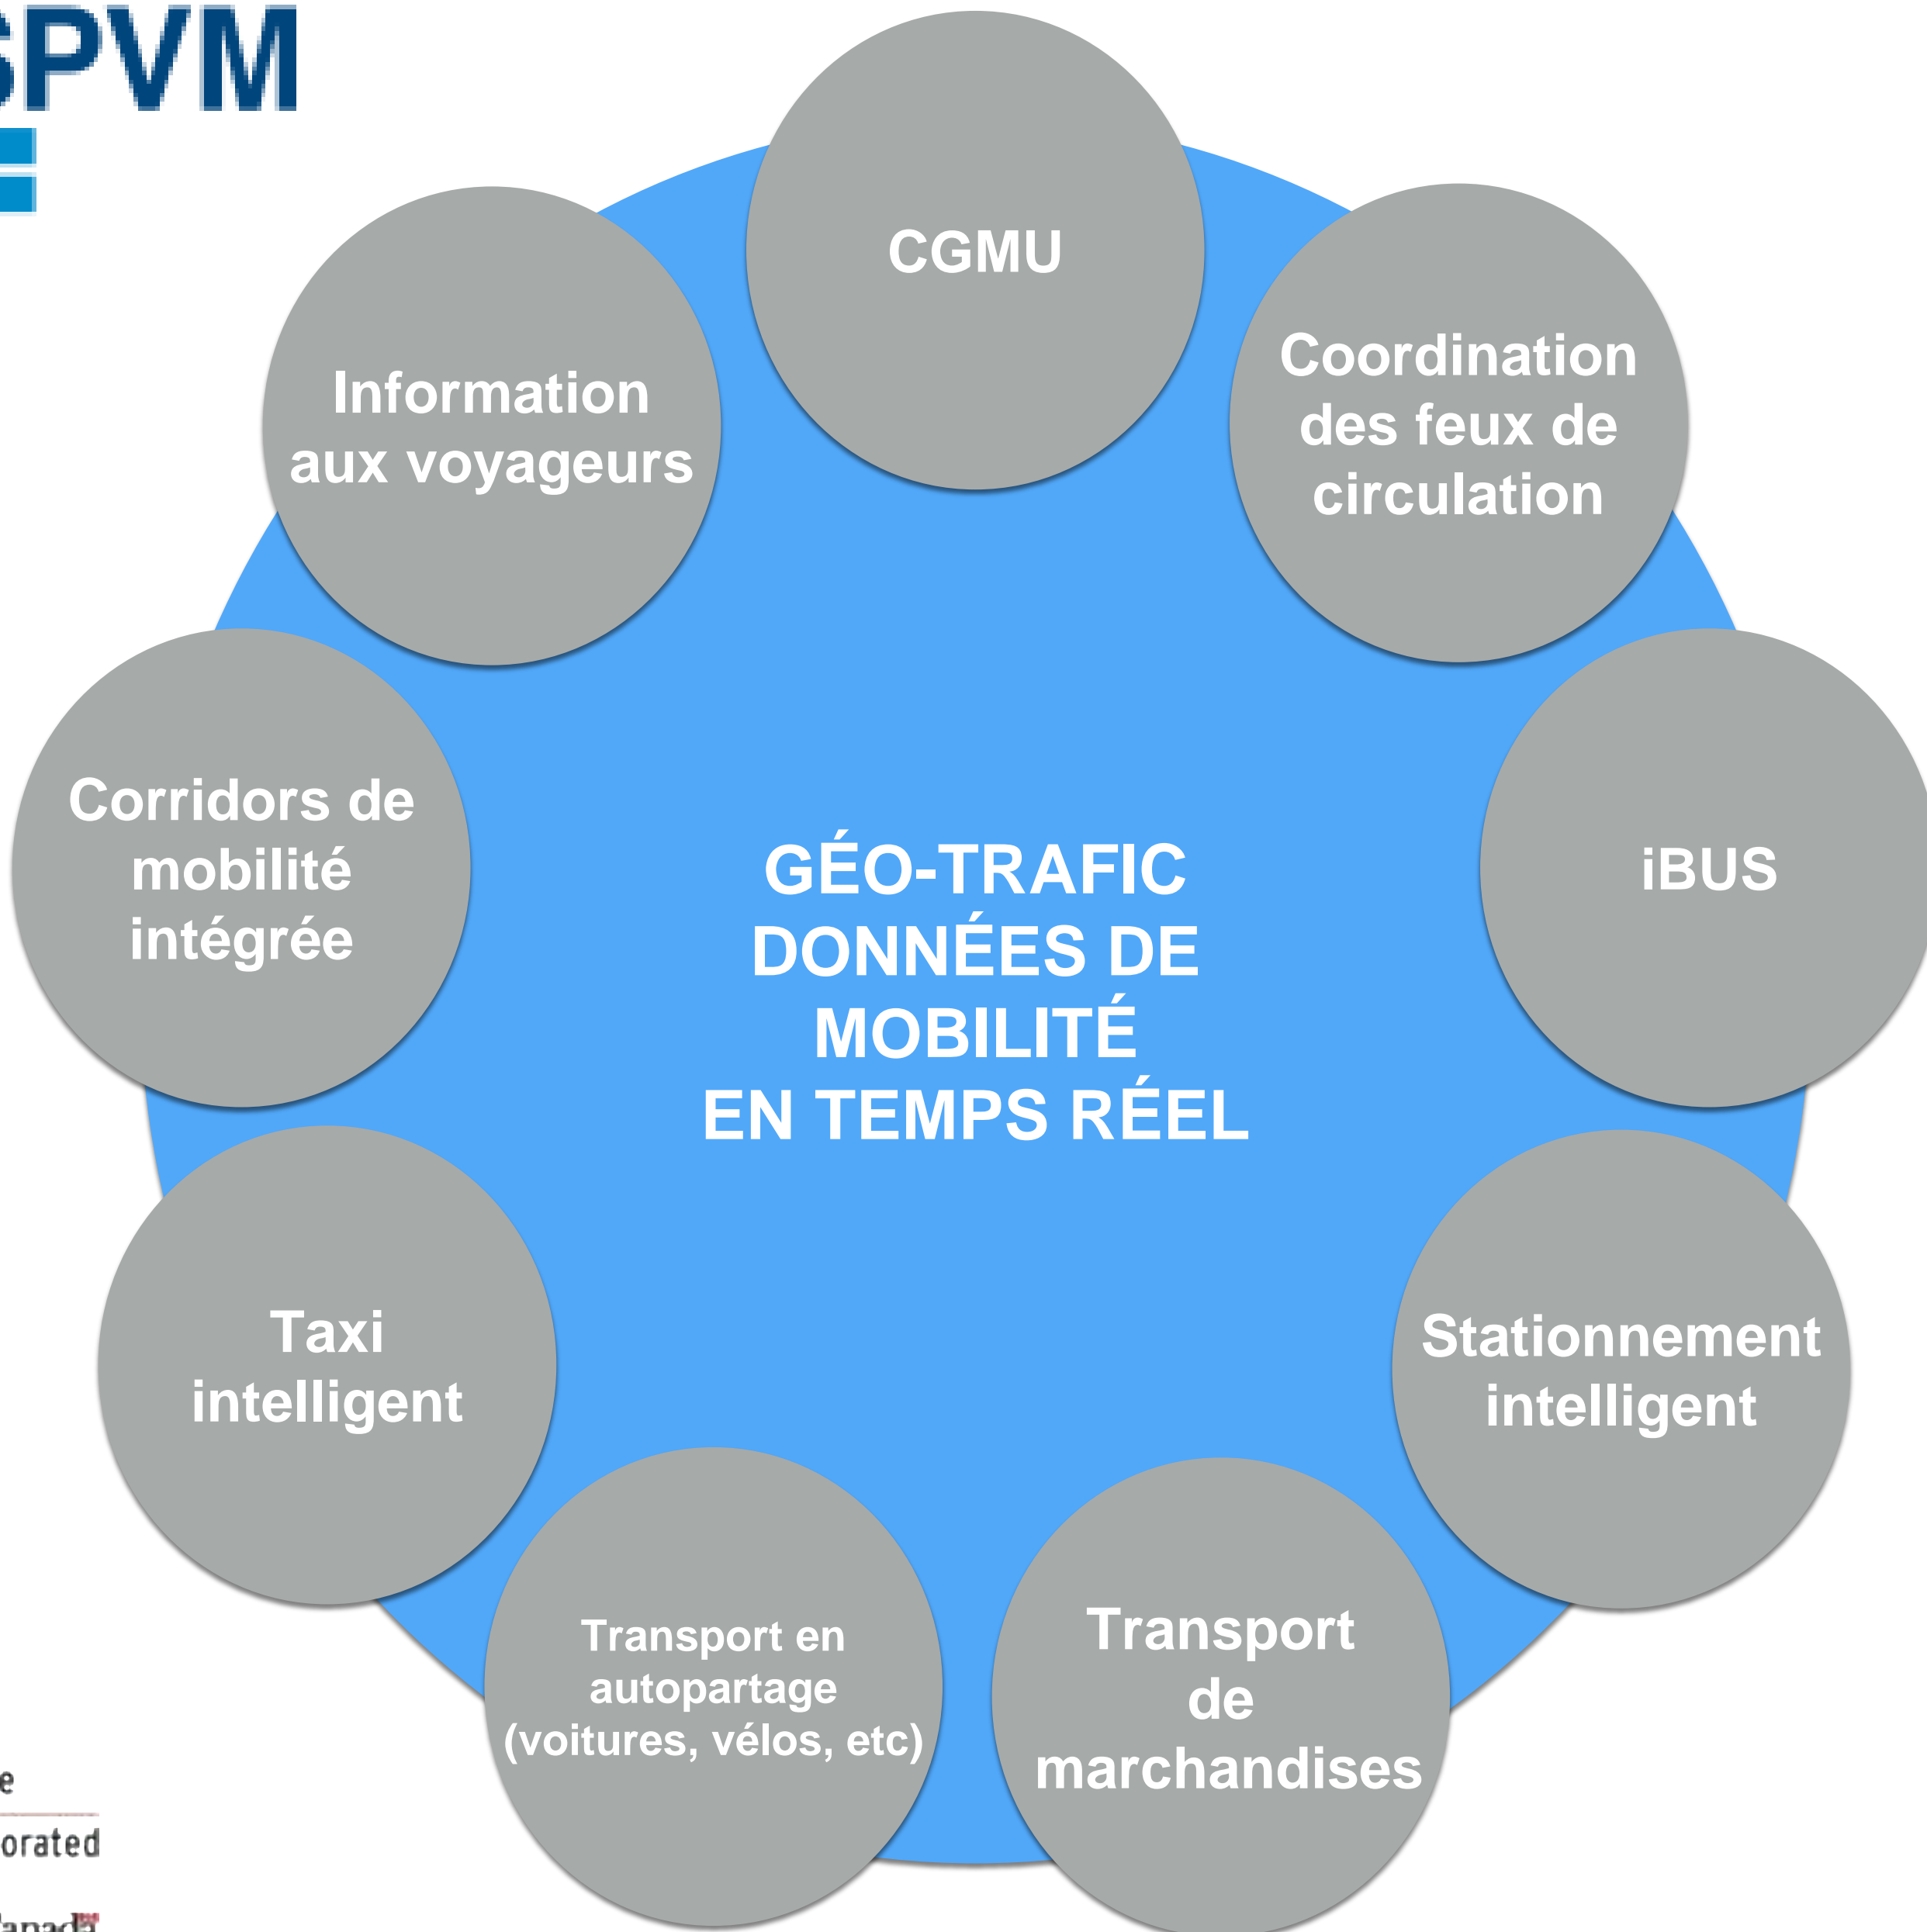 SPVM
CGMU
Coordination
des feux de
circulation
Information
aux voyageurs
Corridors de
mobilité
intégrée
iBUS
GÉO-TRAFIC
DONNÉES DE
MOBILITÉ
EN TEMPS RÉEL
Taxi
intelligent
Stationnement
intelligent
Transport en
autopartage
(voitures, vélos, etc)
Transport
de
marchandises
e
orated
anada